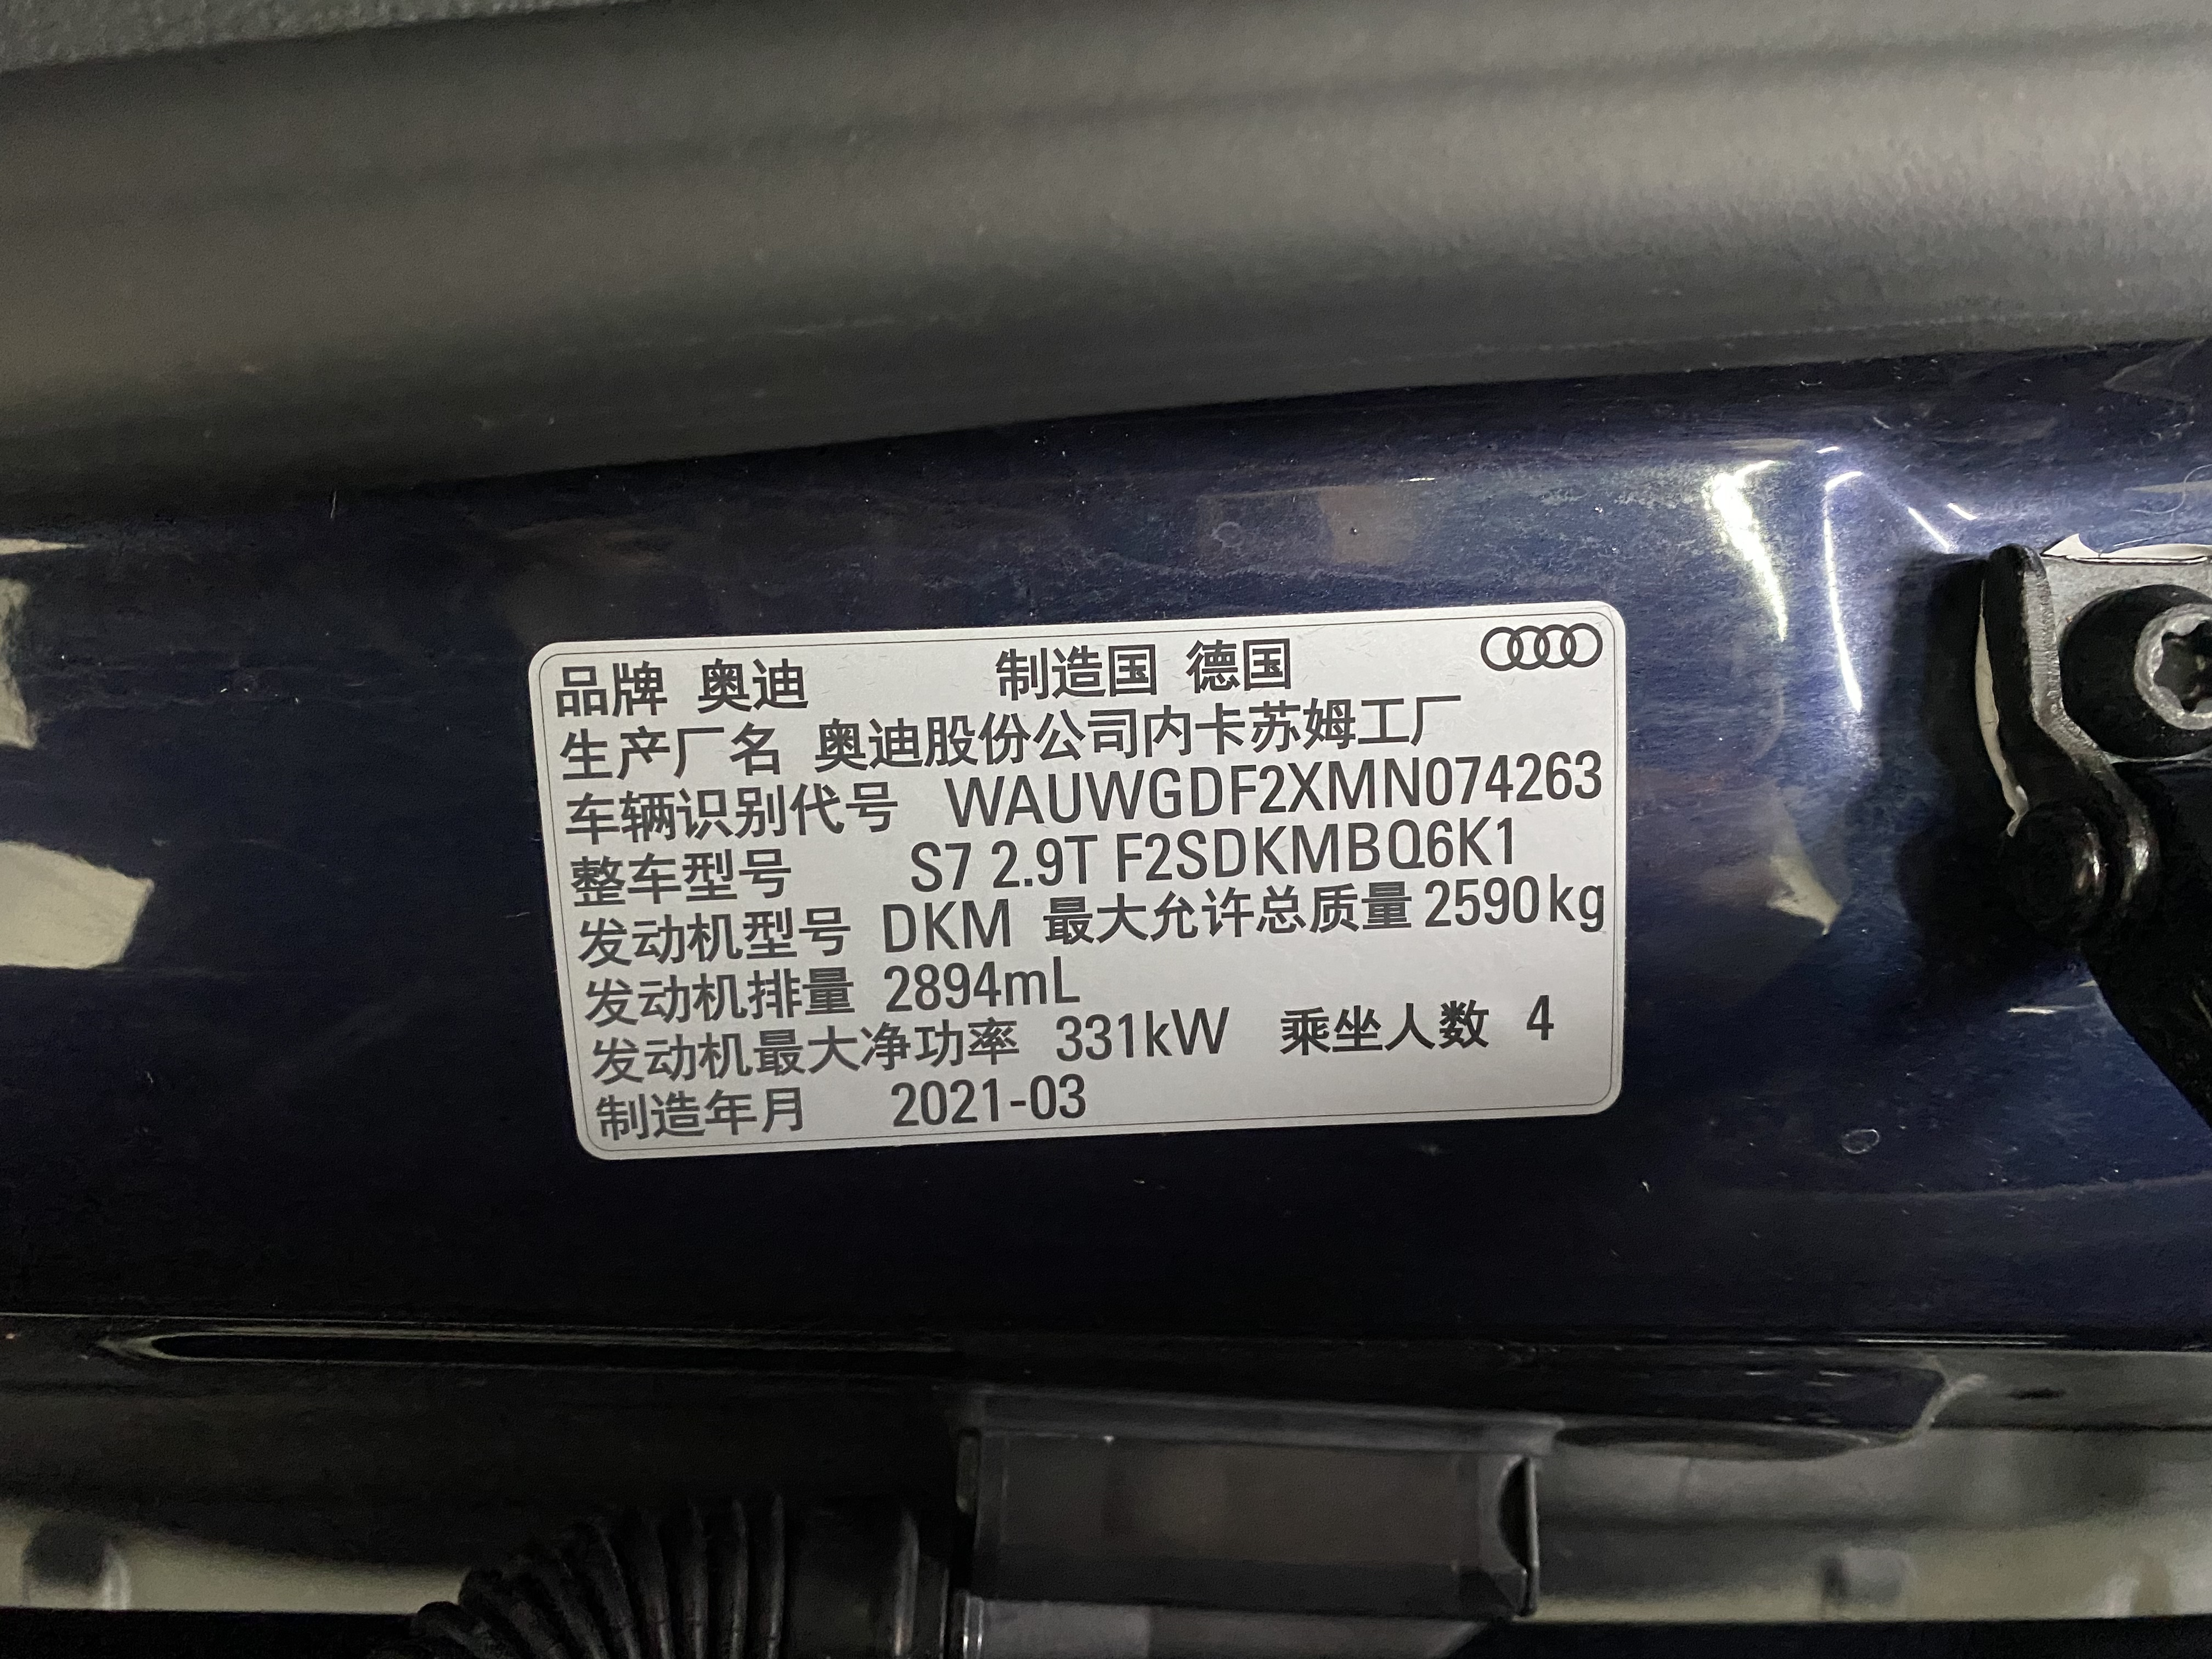 品牌 奥迪 制造国 德国
生产厂名 奥迪股份公司内卡苏姆工厂
车辆识别代号 WAUWGDF2XMN074263
整车型号 S7 2.9T F2SDKMBQ6K1
发动机型号 DKM 最大允许总质量 2590kg
发动机排量 2894mL
发动机最大净功率 331kW 乘坐人数 4
制造年月 2021-03